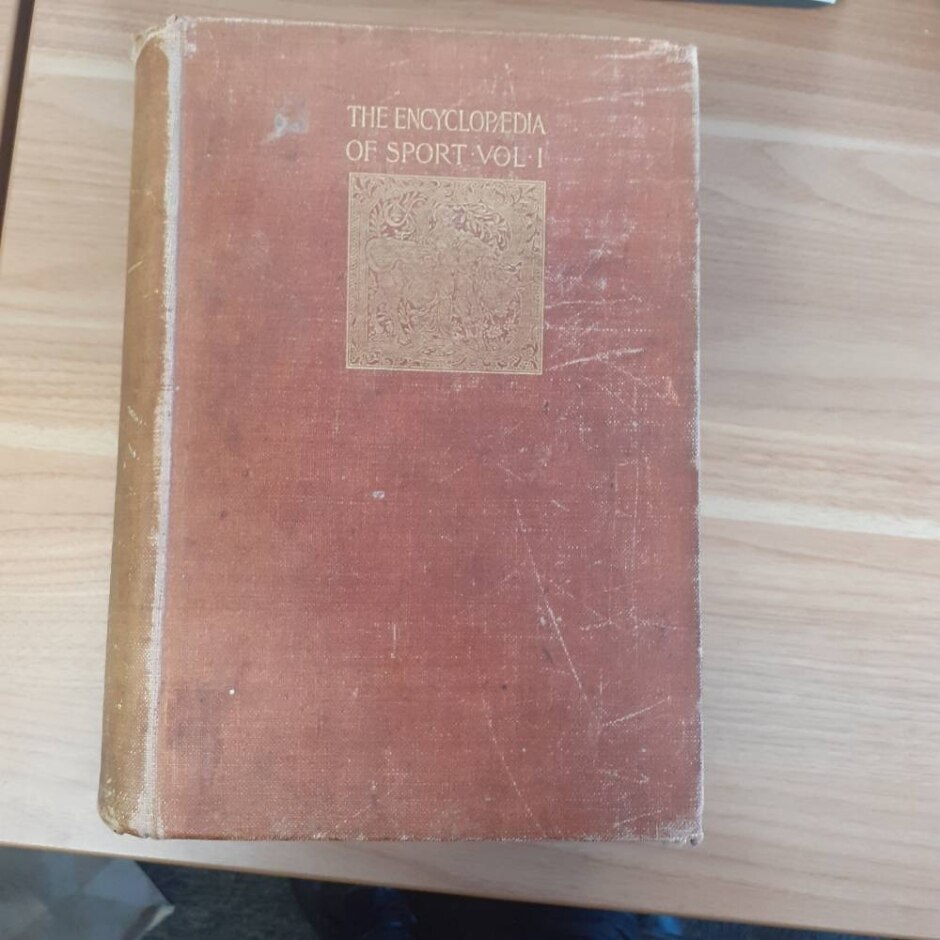 THE ENCYCLOPÆDIA
OF SPORT · VOL · I